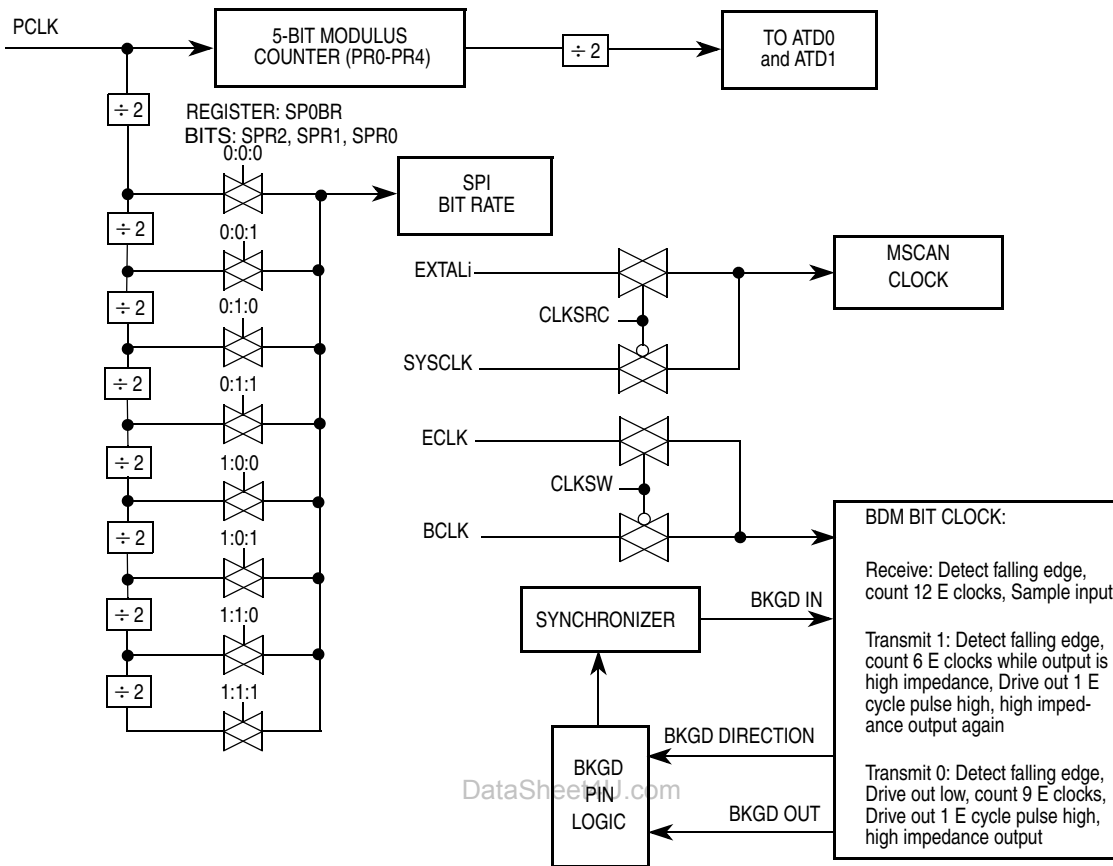 PCLK
5-BIT MODULUS
COUNTER (PR0-PR4)
÷ 2
TO ATD0
and ATD1
÷ 2
REGISTER: SP0BR
BITS: SPR2, SPR1, SPR0
0:0:0
SPI
BIT RATE
÷ 2
0:0:1
EXTALi
MSCAN
CLOCK
÷ 2
0:1:0
CLKSRC
SYSCLK
÷ 2
0:1:1
ECLK
÷ 2
1:0:0
CLKSW
BCLK
÷ 2
1:0:1
÷ 2
1:1:0
÷ 2
1:1:1
SYNCHRONIZER
BKGD IN
BDM BIT CLOCK:
Receive: Detect falling edge,
count 12 E clocks, Sample input
Transmit 1: Detect falling edge,
count 6 E clocks while output is
high impedance, Drive out 1 E
cycle pulse high, high imped-
ance output again
Transmit 0: Detect falling edge,
Drive out low, count 9 E clocks,
Drive out 1 E cycle pulse high,
high impedance output
BKGD DIRECTION
BKGD
PIN
LOGIC
BKGD OUT
DataSheet4U.com